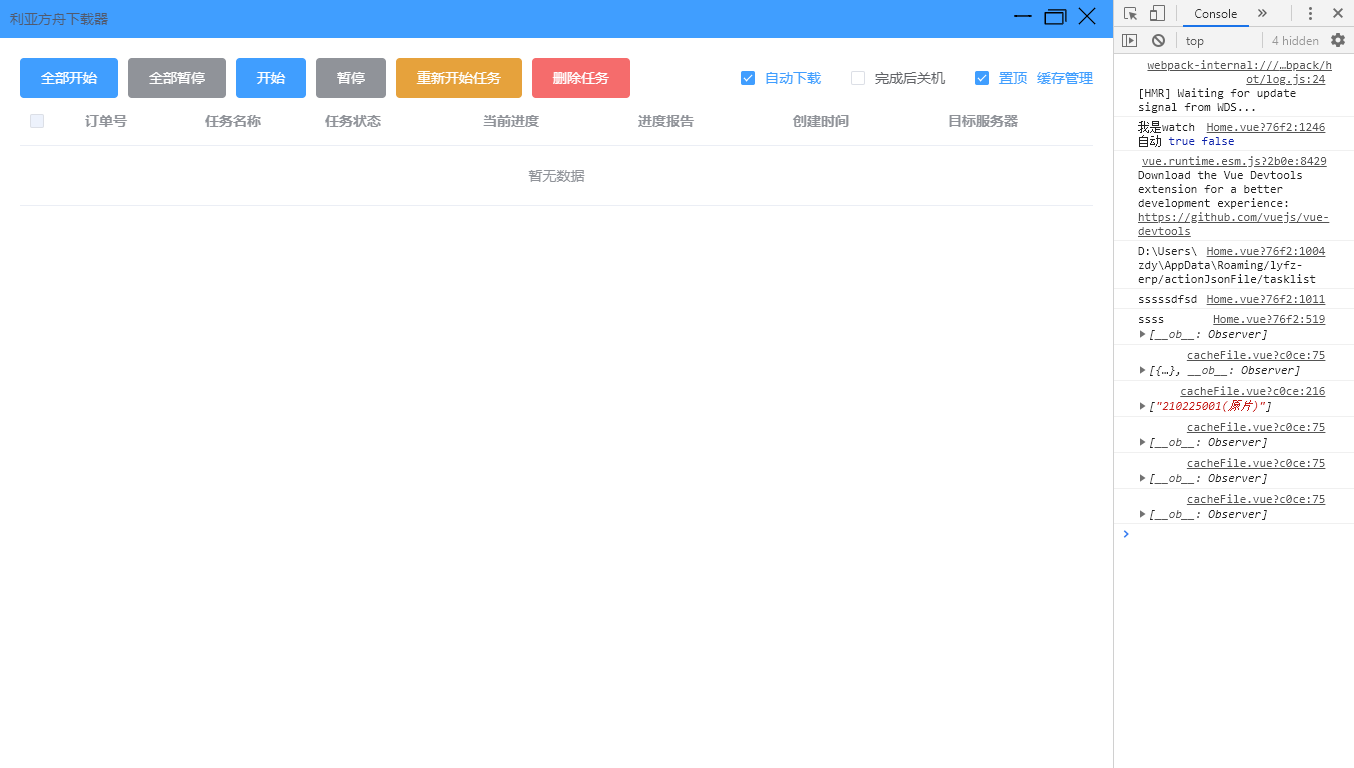 利亚方舟下载器
全部开始 全部暂停 开始 暂停 重新开始任务 删除任务 自动下载 完成后关机 置顶 缓存管理
订单号 任务名称 任务状态 当前进度 进度报告 创建时间 目标服务器
暂无数据
Console »
top 4 hidden
webpack-internal:///…bpack/h
ot/log.js:24
[HMR] Waiting for update
signal from WDS...
我是watch Home.vue?76f2:1246
自动 true false
vue.runtime.esm.js?2b0e:8429
Download the Vue Devtools
extension for a better
development experience:
https://github.com/vuejs/vue-
devtools
D:\Users\ Home.vue?76f2:1004
zdy\AppData\Roaming/lyfz-
erp/actionJsonFile/tasklist
sssssdfsd Home.vue?76f2:1011
ssss Home.vue?76f2:519
[__ob__: Observer]
cacheFile.vue?c0ce:75
[{…}, __ob__: Observer]
cacheFile.vue?c0ce:216
["210225001(原片)"]
cacheFile.vue?c0ce:75
[__ob__: Observer]
cacheFile.vue?c0ce:75
[__ob__: Observer]
cacheFile.vue?c0ce:75
[__ob__: Observer]